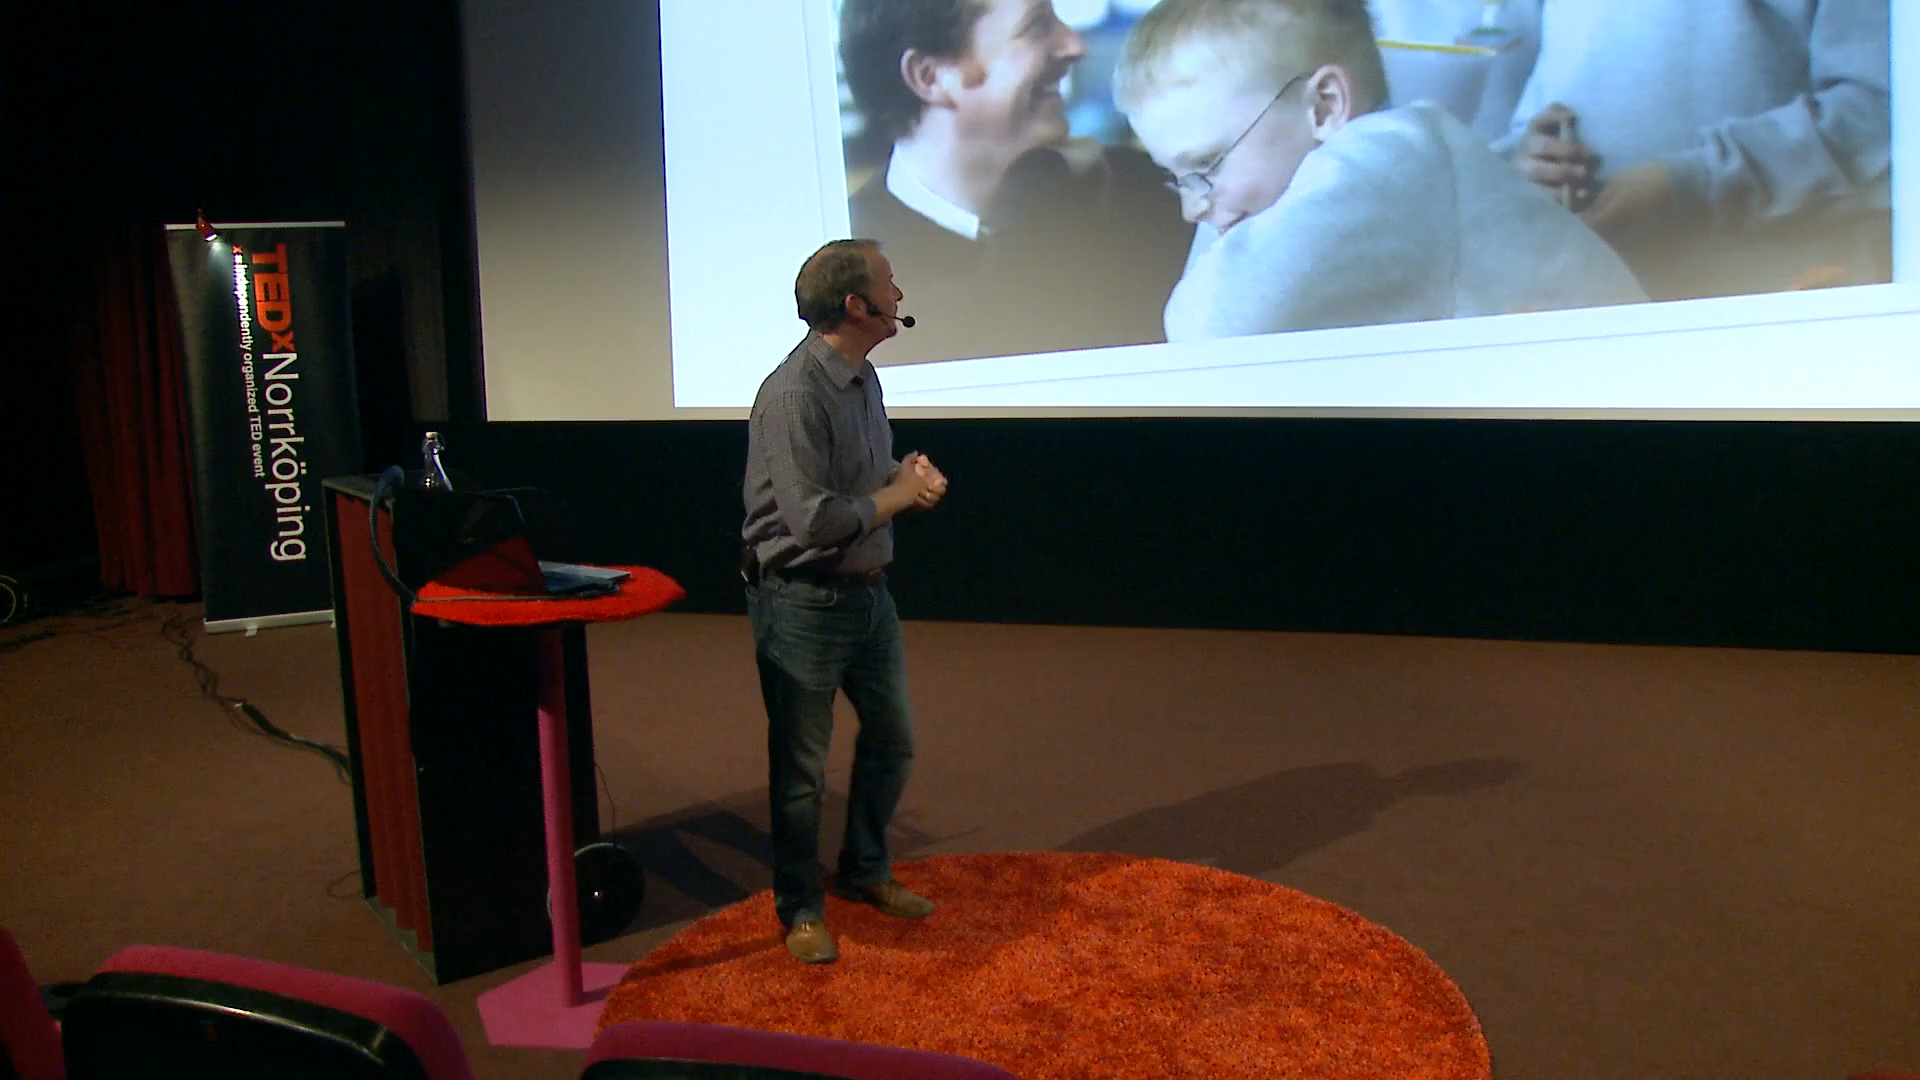 TEDxNorrköping
x = independently organized TED event